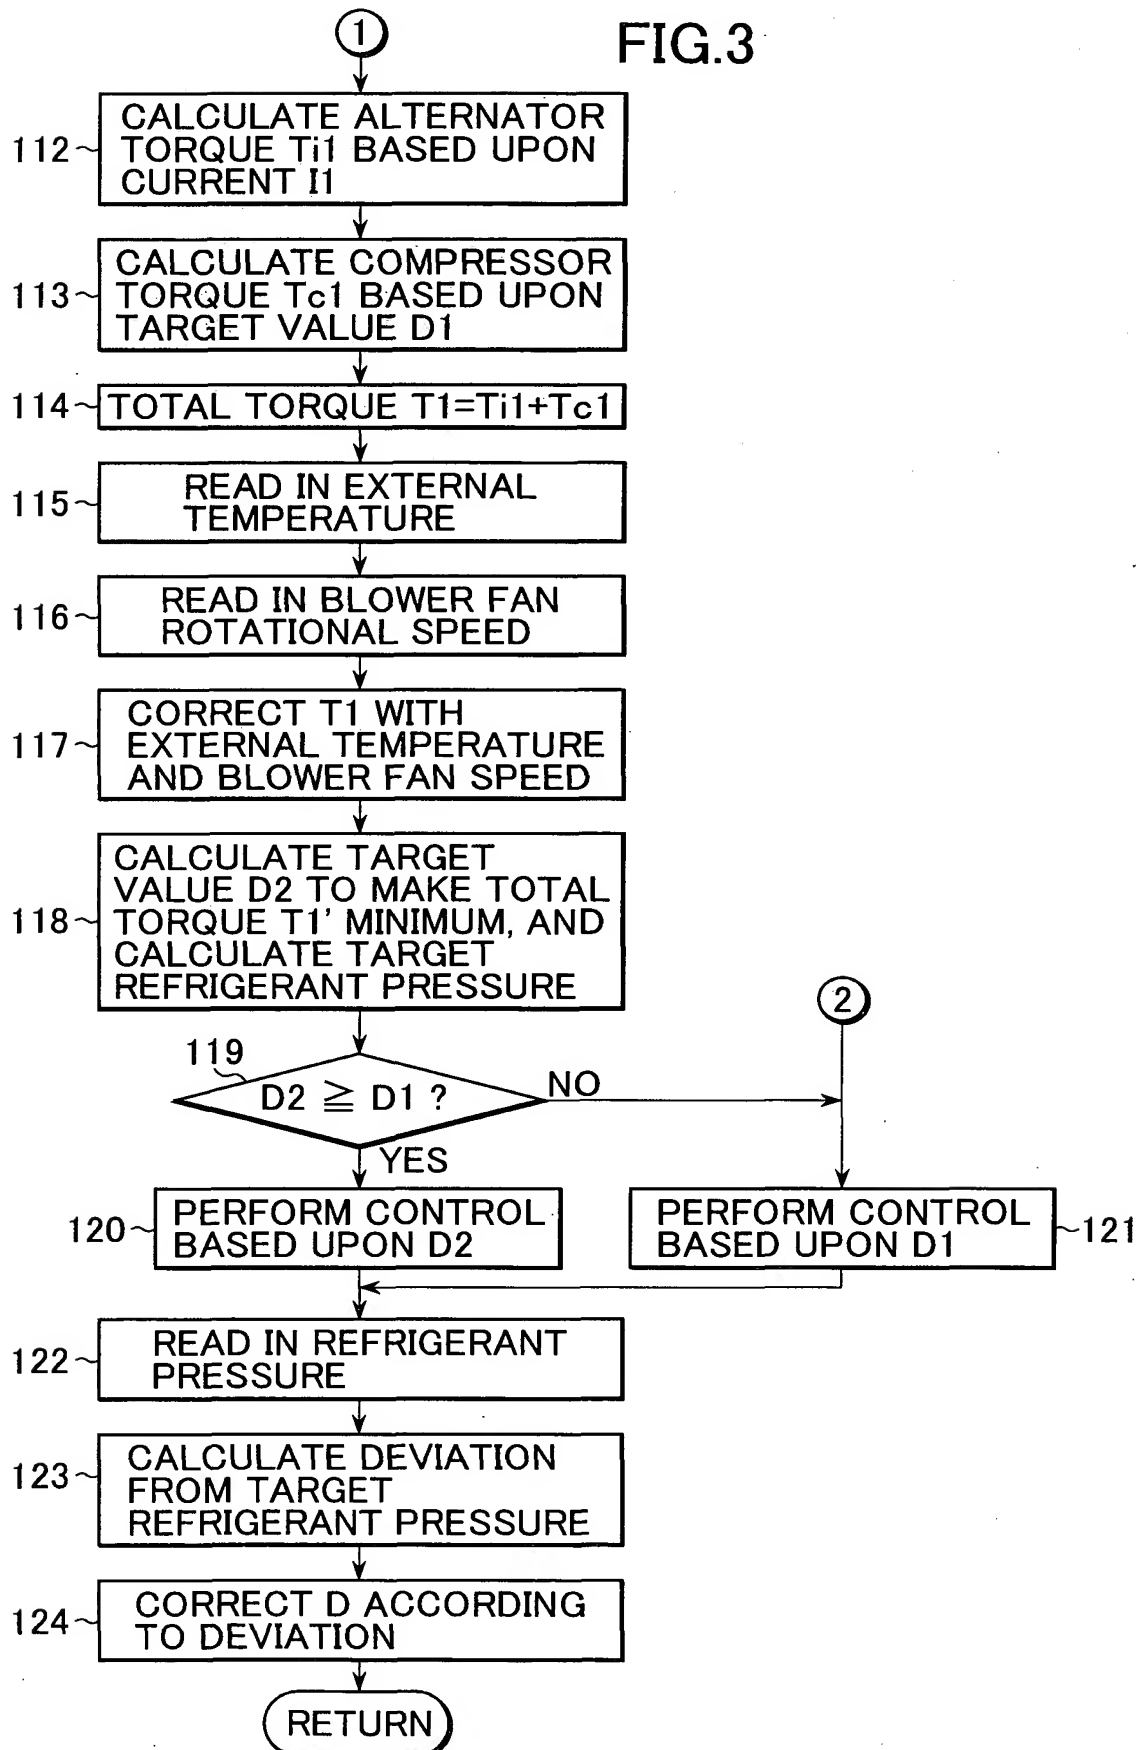 1
FIG.3
112
CALCULATE ALTERNATOR
TORQUE Ti1 BASED UPON
CURRENT I1
113
CALCULATE COMPRESSOR
TORQUE Tc1 BASED UPON
TARGET VALUE D1
114
TOTAL TORQUE T1=Ti1+Tc1
115
READ IN EXTERNAL
TEMPERATURE
116
READ IN BLOWER FAN
ROTATIONAL SPEED
117
CORRECT T1 WITH
EXTERNAL TEMPERATURE
AND BLOWER FAN SPEED
118
CALCULATE TARGET
VALUE D2 TO MAKE TOTAL
TORQUE T1' MINIMUM, AND
CALCULATE TARGET
REFRIGERANT PRESSURE
2
119
D2 ≧ D1 ?
NO
YES
120
PERFORM CONTROL
BASED UPON D2
PERFORM CONTROL
BASED UPON D1
121
122
READ IN REFRIGERANT
PRESSURE
123
CALCULATE DEVIATION
FROM TARGET
REFRIGERANT PRESSURE
124
CORRECT D ACCORDING
TO DEVIATION
RETURN